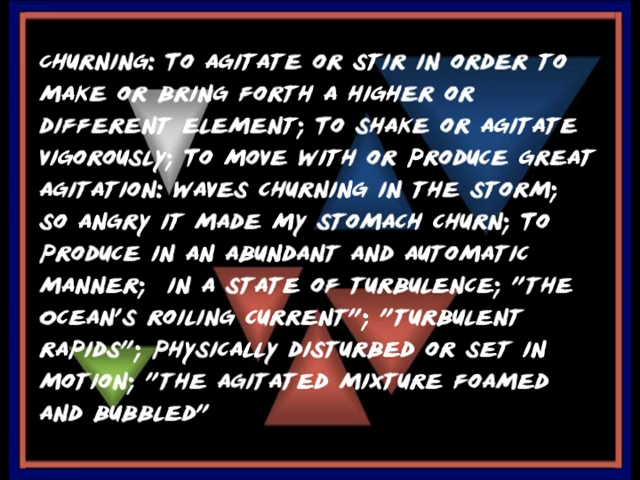 CHURNING: TO AGITATE OR STIR IN ORDER TO
MAKE OR BRING FORTH A HIGHER OR
DIFFERENT ELEMENT; TO SHAKE OR AGITATE
VIGOROUSLY; TO MOVE WITH OR PRODUCE GREAT
AGITATION: WAVES CHURNING IN THE STORM;
SO ANGRY IT MADE MY STOMACH CHURN; TO
PRODUCE IN AN ABUNDANT AND AUTOMATIC
MANNER;  IN A STATE OF TURBULENCE; "THE
OCEAN'S ROILING CURRENT"; "TURBULENT
RAPIDS"; PHYSICALLY DISTURBED OR SET IN
MOTION; "THE AGITATED MIXTURE FOAMED
AND BUBBLED"